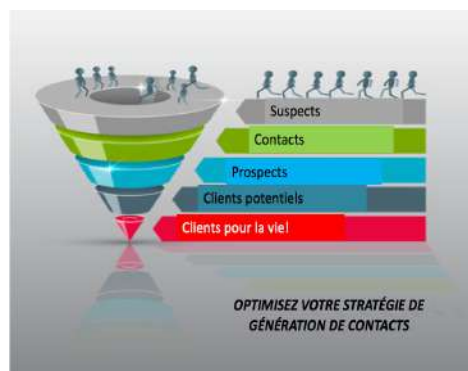 Suspects
Contacts
Prospects
Clients potentiels
Clients pour la vie!
OPTIMISEZ VOTRE STRATÉGIE DE
GÉNÉRATION DE CONTACTS